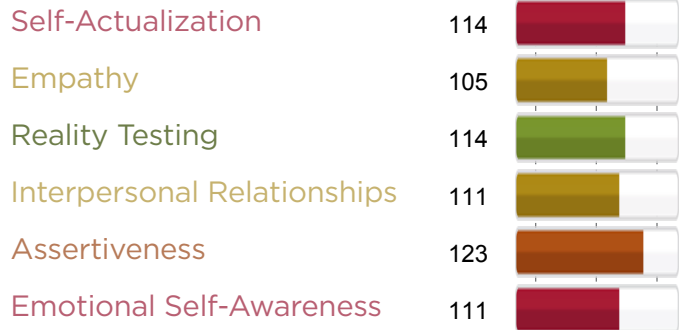 Self-Actualization 114
Empathy 105
Reality Testing 114
Interpersonal Relationships 111
Assertiveness 123
Emotional Self-Awareness 111